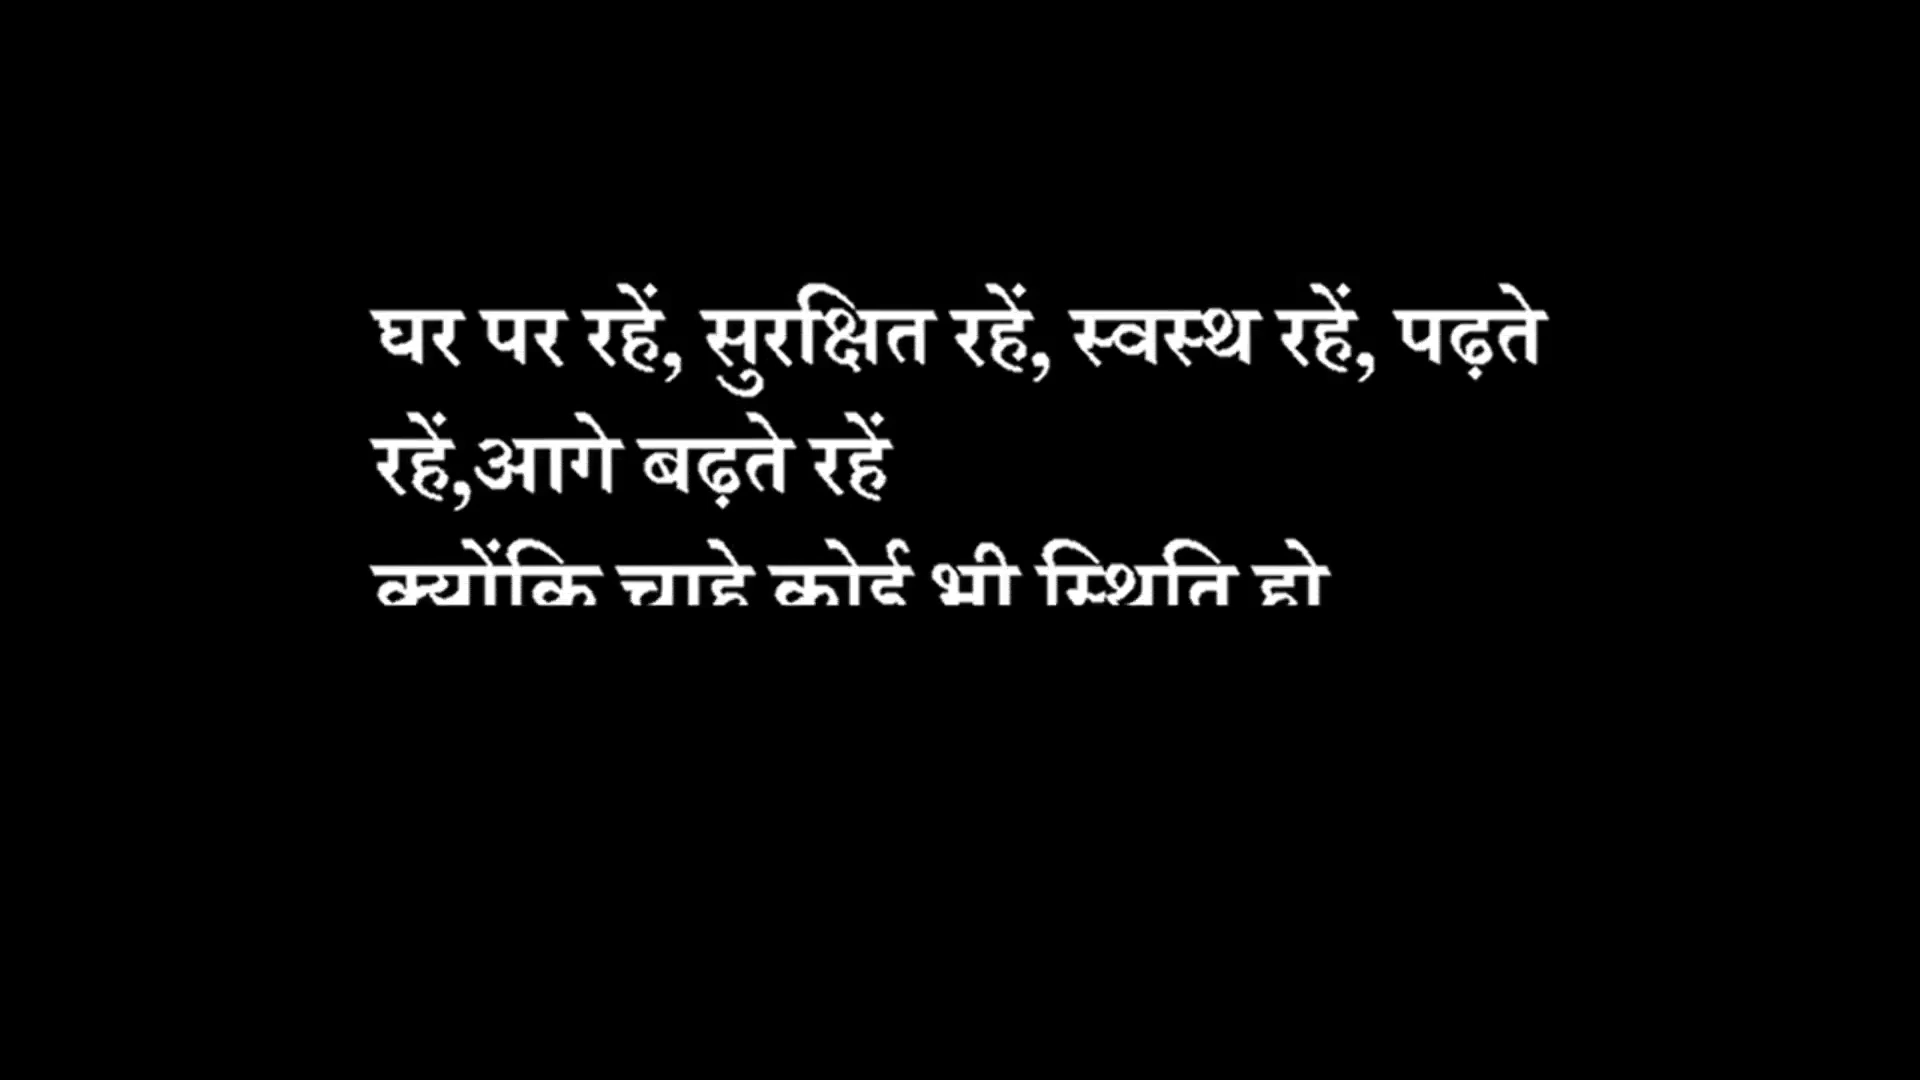 घर पर रहें, सुरक्षित रहें, स्वस्थ रहें, पढ़ते
रहें,आगे बढ़ते रहें
क्योंकि चाहे कोई भी स्थिति हो